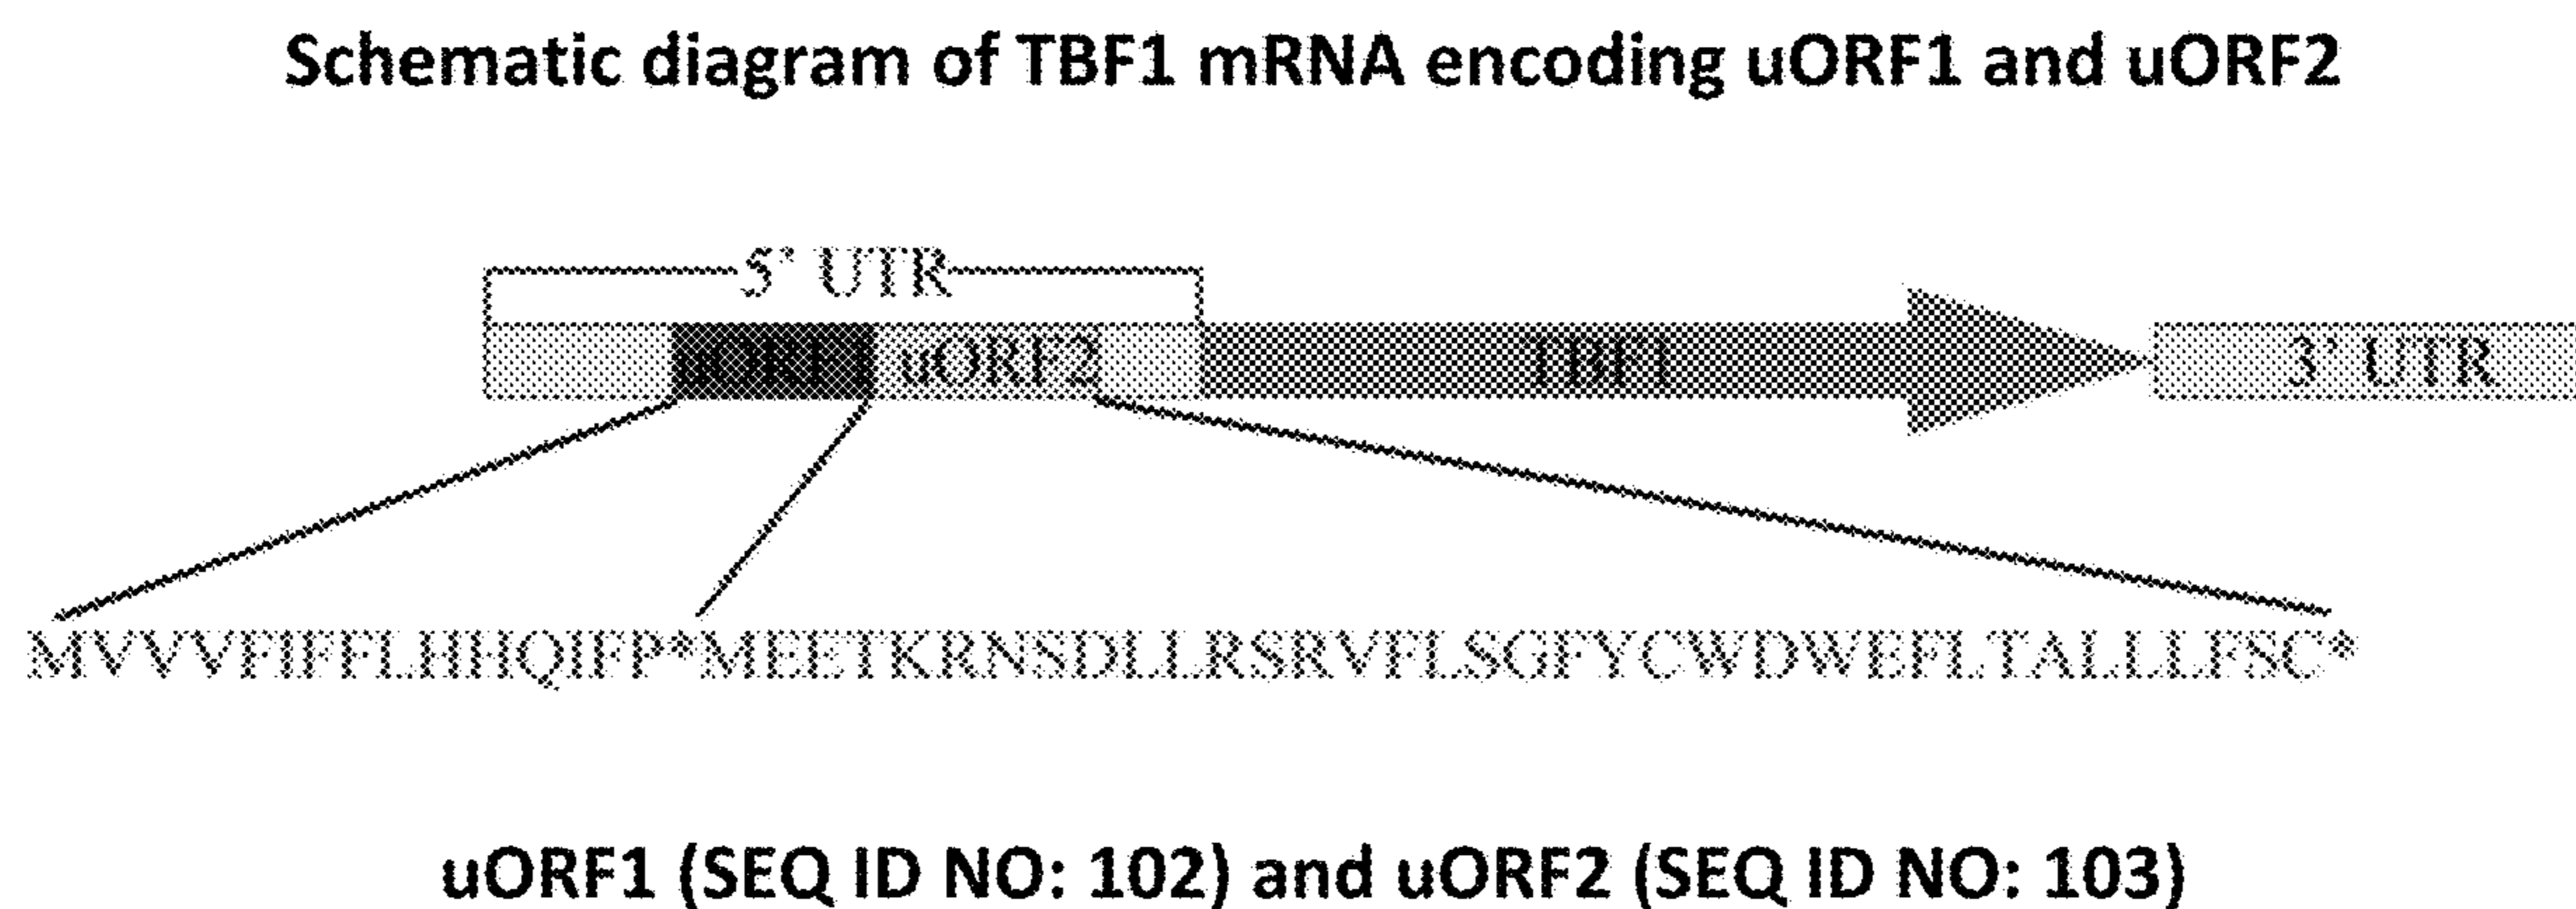 Schematic diagram of TBF1 mRNA encoding uORF1 and uORF2
5' UTR
uORF1 uORF2 TBF1 3' UTR
MVVVFIFFLHHQIFP*MEETKRNSDLLRSRVFLSGFYCWDWEFLTALLLFSC*
uORF1 (SEQ ID NO: 102) and uORF2 (SEQ ID NO: 103)